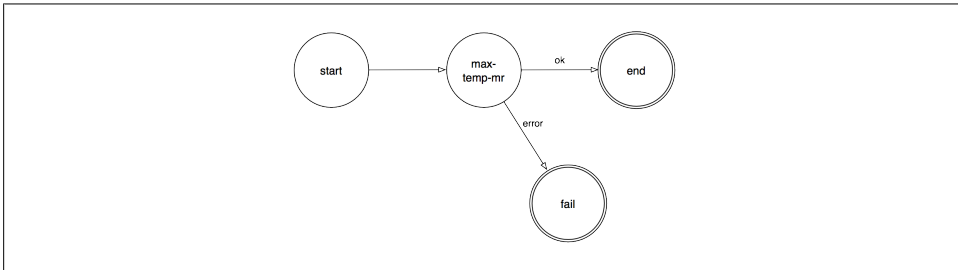 start
max-
temp-mr
ok
end
error
fail